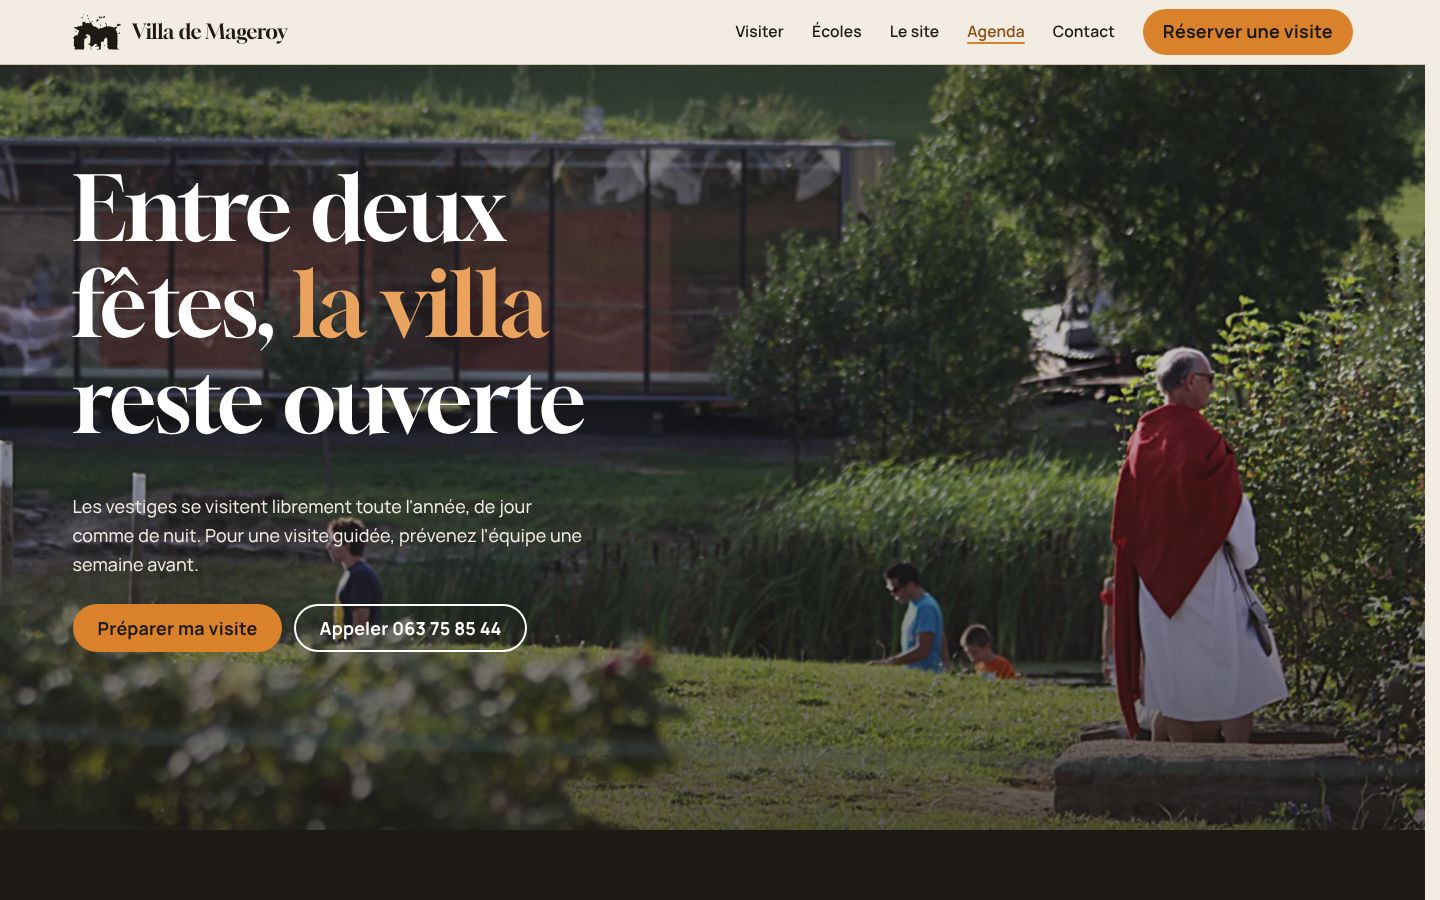 Villa de Mageroy
Visiter
Écoles
Le site
Agenda
Contact
Réserver une visite
Entre deux
fêtes, la villa
reste ouverte
Les vestiges se visitent librement toute l'année, de jour
comme de nuit. Pour une visite guidée, prévenez l'équipe une
semaine avant.
Préparer ma visite
Appeler 063 75 85 44